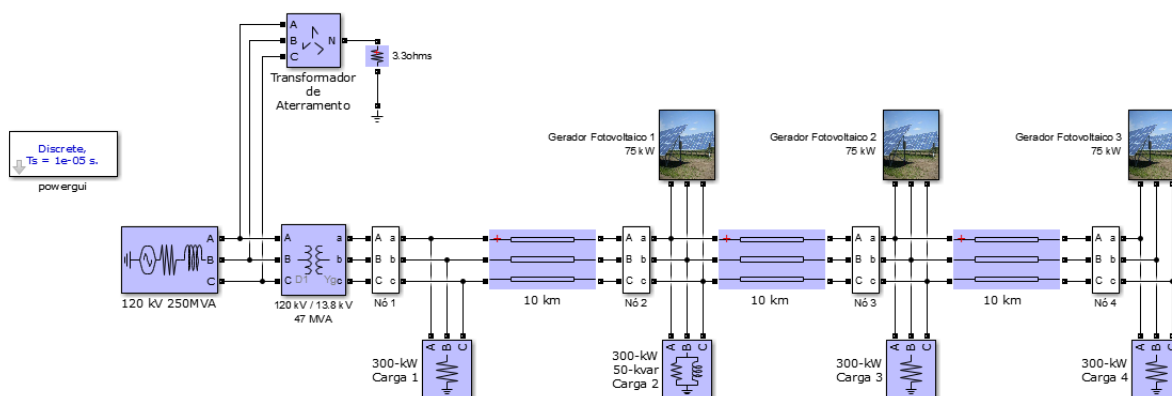 A
B
C
N
3.3ohms
Transformador
de
Aterramento
Discrete,
Ts = 1e-05 s.
powergui
Gerador Fotovoltaico 1
75 kW
Gerador Fotovoltaico 2
75 kW
Gerador Fotovoltaico 3
75 kW
A
B
C
120 kV 250MVA
A
B
C
D1
Yg
a
b
c
120 kV / 13.8 kV
47 MVA
A a
B b
C c
Nó 1
10 km
A a
B b
C c
Nó 2
10 km
A a
B b
C c
Nó 3
10 km
A a
B b
C c
Nó 4
A B C
300-kW
Carga 1
A B C
300-kW
50-kvar
Carga 2
A B C
300-kW
Carga 3
A B C
300-kW
Carga 4